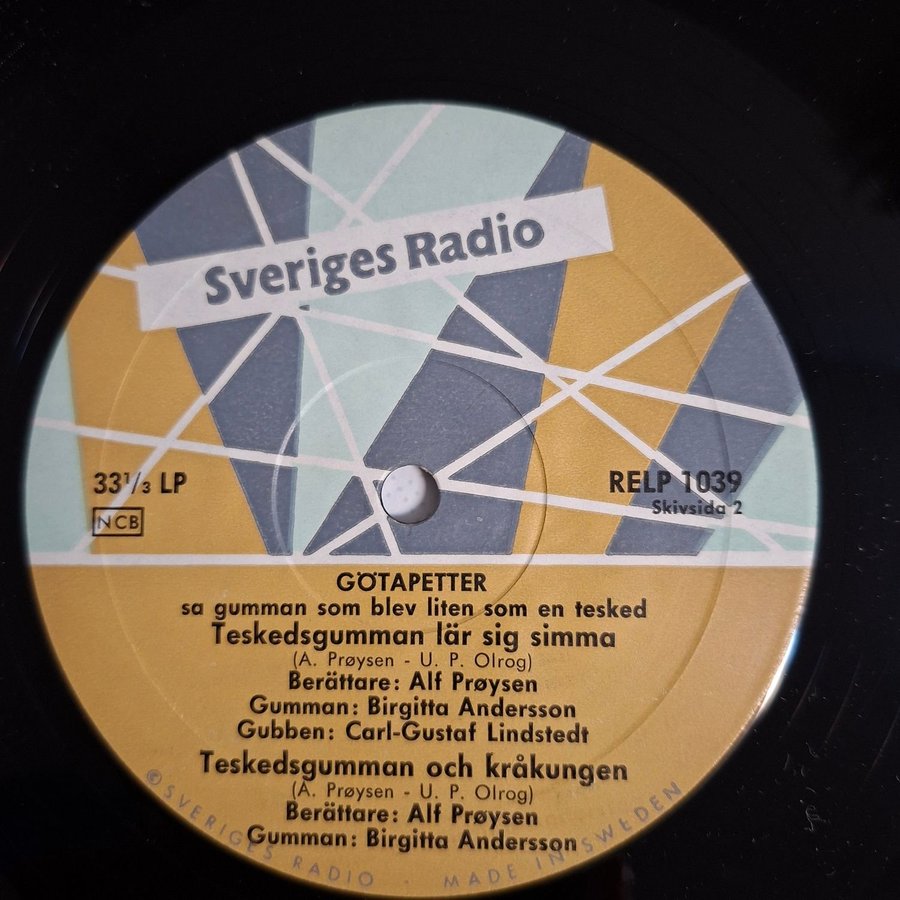 Sveriges Radio
33 1/3 LP
NCB
RELP 1039
Skivsida 2
GÖTAPETTER
sa gumman som blev liten som en tesked
Teskedsgumman lär sig simma
(A. Prøysen - U. P. Olrog)
Berättare: Alf Prøysen
Gumman: Birgitta Andersson
Gubben: Carl-Gustaf Lindstedt
Teskedsgumman och kråkungen
(A. Prøysen - U. P. Olrog)
Berättare: Alf Prøysen
Gumman: Birgitta Andersson
© SVERIGES RADIO · MADE IN SWEDEN